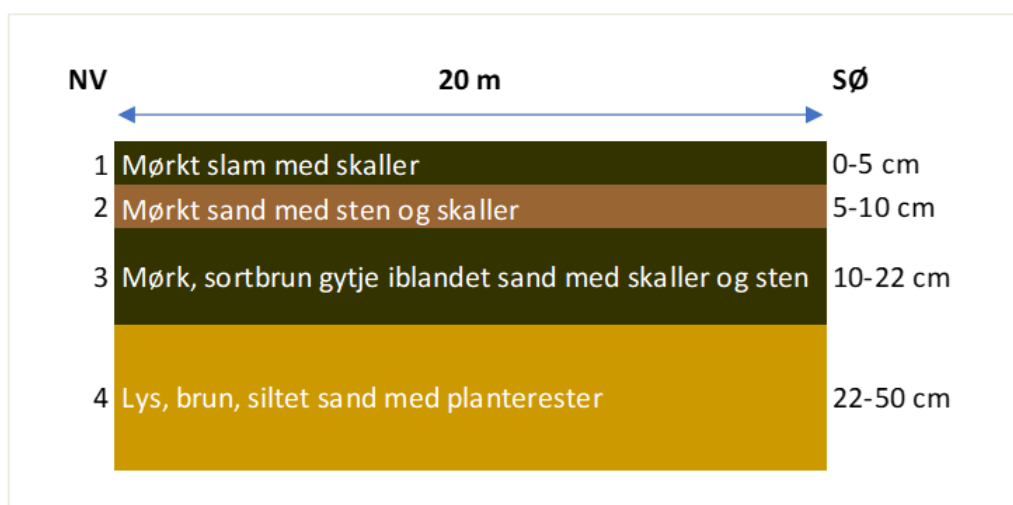 NV 20 m SØ
1 Mørkt slam med skaller 0-5 cm
2 Mørkt sand med sten og skaller 5-10 cm
3 Mørk, sortbrun gytje iblandet sand med skaller og sten 10-22 cm
4 Lys, brun, siltet sand med planterester 22-50 cm